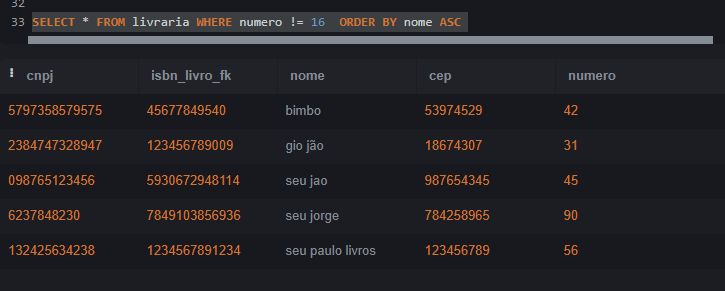 32
33 SELECT * FROM livraria WHERE numero != 16 ORDER BY nome ASC
cnpj isbn_livro_fk nome cep numero
5797358579575 45677849540 bimbo 53974529 42
2384747328947 123456789009 gio jão 18674307 31
098765123456 5930672948114 seu jao 987654345 45
6237848230 7849103856936 seu jorge 784258965 90
132425634238 1234567891234 seu paulo livros 123456789 56